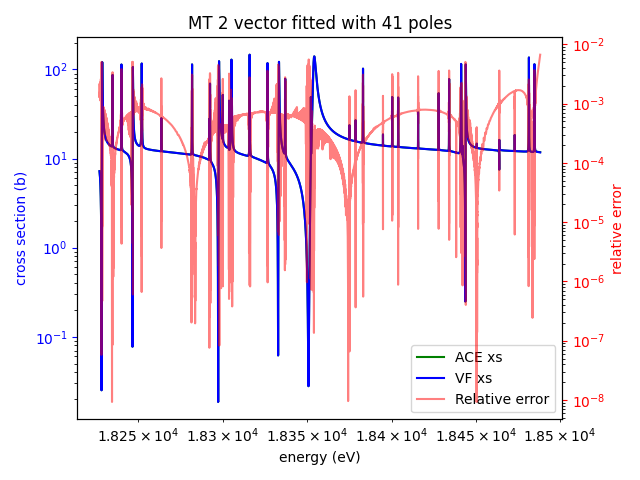 MT 2 vector fitted with 41 poles
10²
10¹
10⁰
10⁻¹
cross section (b)
10⁻²
10⁻³
10⁻⁴
10⁻⁵
10⁻⁶
10⁻⁷
10⁻⁸
relative error
ACE xs
VF xs
Relative error
1.825 × 10⁴ 1.83 × 10⁴ 1.835 × 10⁴ 1.84 × 10⁴ 1.845 × 10⁴ 1.85 × 10⁴
energy (eV)